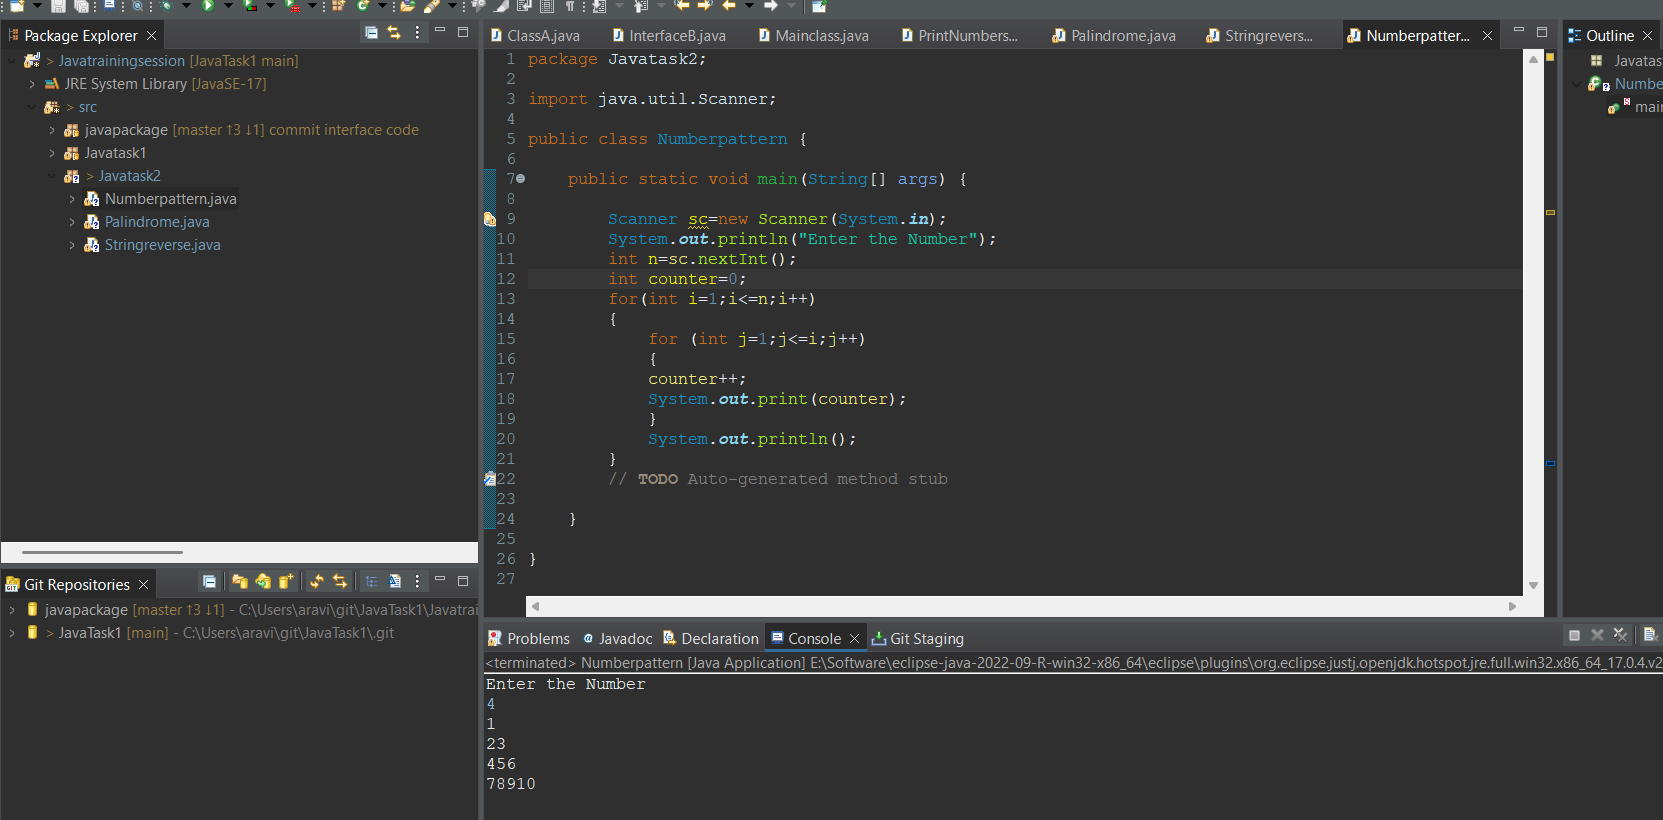 Package Explorer
> Javatrainingsession [JavaTask1 main]
JRE System Library [JavaSE-17]
> src
javapackage [master ↑3 ↓1] commit interface code
Javatask1
> Javatask2
Numberpattern.java
Palindrome.java
Stringreverse.java
Git Repositories
javapackage [master ↑3 ↓1] - C:\Users\aravi\git\JavaTask1\Javatrai
> JavaTask1 [main] - C:\Users\aravi\git\JavaTask1\.git
ClassA.java InterfaceB.java Mainclass.java PrintNumbers... Palindrome.java Stringrevers... Numberpatter...
1 package Javatask2;
2
3 import java.util.Scanner;
4
5 public class Numberpattern {
6
7 public static void main(String[] args) {
8
9 Scanner sc=new Scanner(System.in);
10 System.out.println("Enter the Number");
11 int n=sc.nextInt();
12 int counter=0;
13 for(int i=1;i<=n;i++)
14 {
15 for (int j=1;j<=i;j++)
16 {
17 counter++;
18 System.out.print(counter);
19 }
20 System.out.println();
21 }
22 // TODO Auto-generated method stub
23
24 }
25
26 }
27
Outline
Javatas
Numbe
mai
Problems @ Javadoc Declaration Console Git Staging
<terminated> Numberpattern [Java Application] E:\Software\eclipse-java-2022-09-R-win32-x86_64\eclipse\plugins\org.eclipse.justj.openjdk.hotspot.jre.full.win32.x86_64_17.0.4.v2
Enter the Number
4
1
23
456
78910